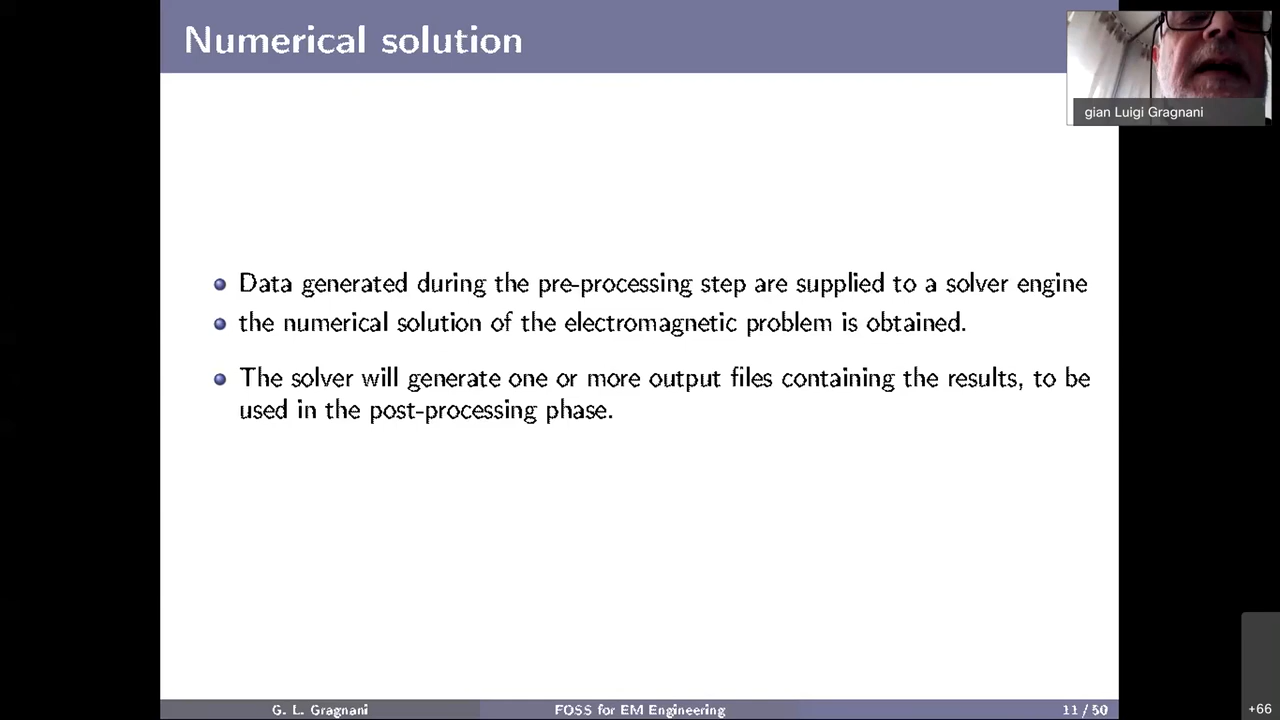 Numerical solution
gian Luigi Gragnani
Data generated during the pre-processing step are supplied to a solver engine
the numerical solution of the electromagnetic problem is obtained.
The solver will generate one or more output files containing the results, to be
used in the post-processing phase.
G. L. Gragnani
FOSS for EM Engineering
11 / 50
+66